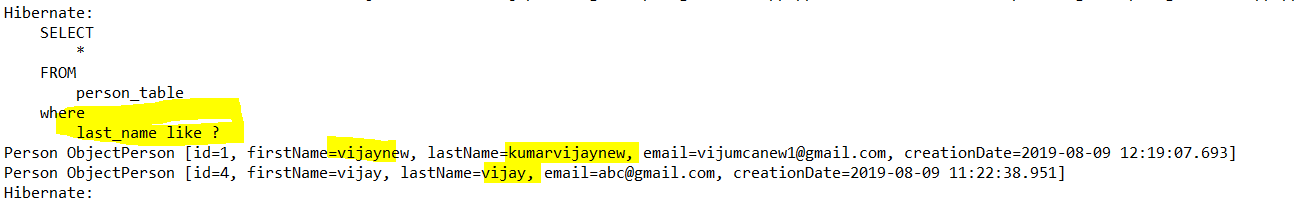 Hibernate:
SELECT
*
FROM
person_table
where
last_name like ?
Person ObjectPerson [id=1, firstName=vijaynew, lastName=kumarvijaynew, email=vijumcanew1@gmail.com, creationDate=2019-08-09 12:19:07.693]
Person ObjectPerson [id=4, firstName=vijay, lastName=vijay, email=abc@gmail.com, creationDate=2019-08-09 11:22:38.951]
Hibernate: